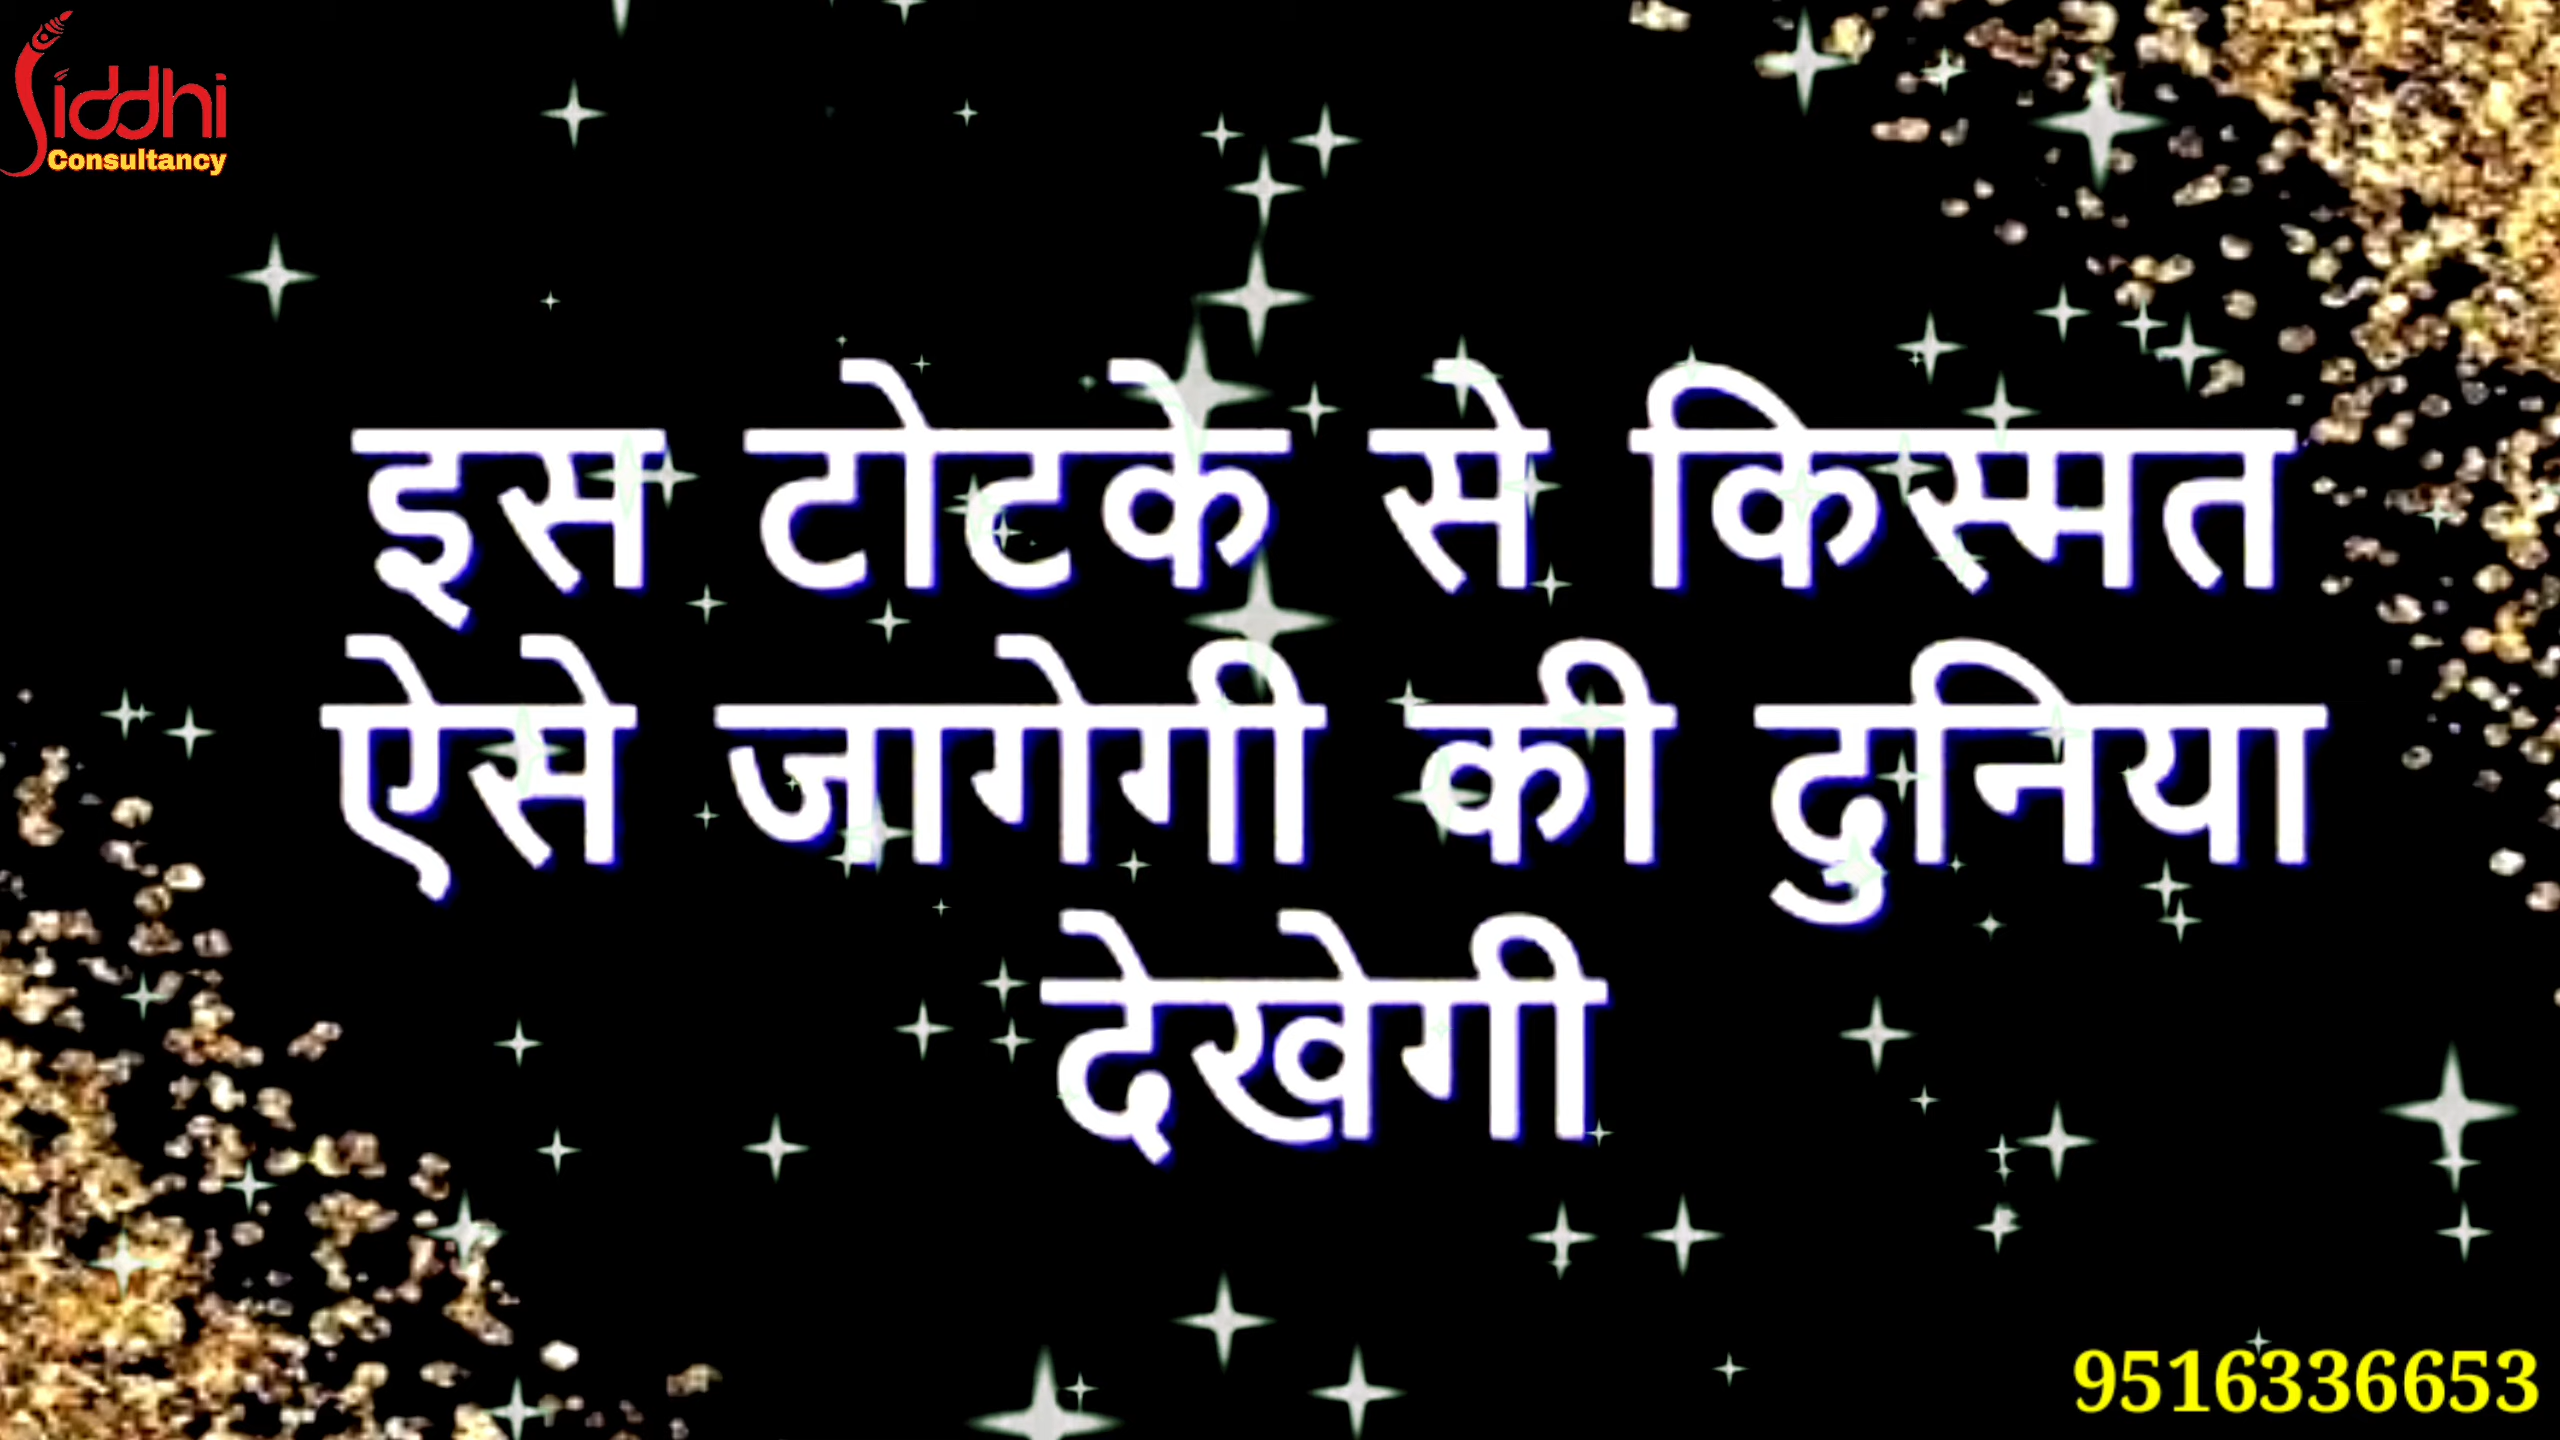 Siddhi
Consultancy
इस टोटके से किस्मत
ऐसे जागेगी की दुनिया
देखेगी
9516336653